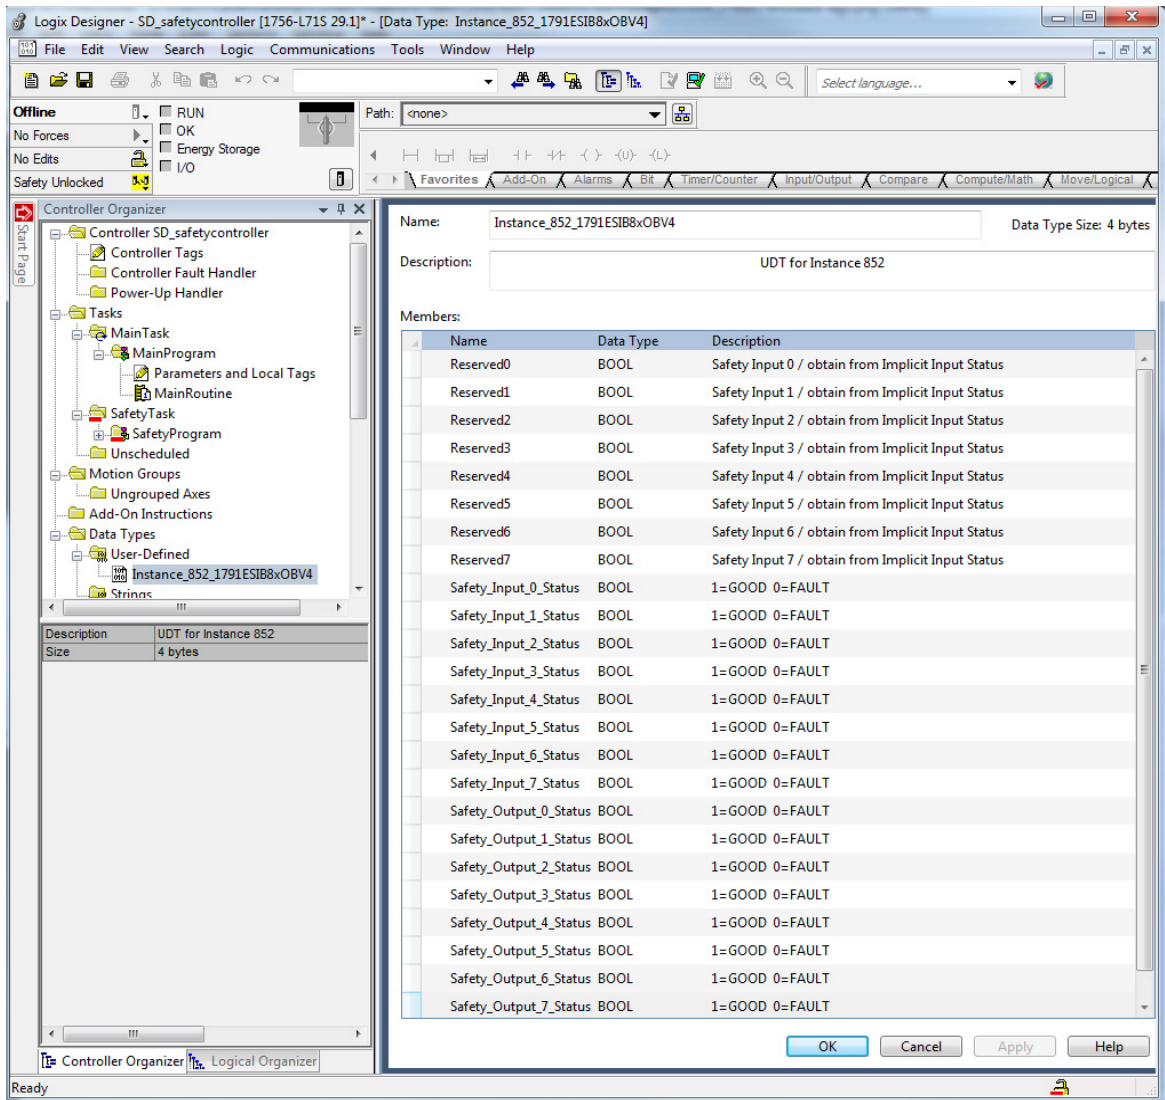 Logix Designer - SD_safetycontroller [1756-L71S 29.1]* - [Data Type: Instance_852_1791ESIB8xOBV4]
File Edit View Search Logic Communications Tools Window Help
Select language...
Offline
RUN
Path: <none>
No Forces
OK
Energy Storage
No Edits
I/O
Safety Unlocked
Favorites Add-On Alarms Bit Timer/Counter Input/Output Compare Compute/Math Move/Logical
Start Page
Controller Organizer
Controller SD_safetycontroller
Controller Tags
Controller Fault Handler
Power-Up Handler
Tasks
MainTask
MainProgram
Parameters and Local Tags
MainRoutine
SafetyTask
SafetyProgram
Unscheduled
Motion Groups
Ungrouped Axes
Add-On Instructions
Data Types
User-Defined
Instance_852_1791ESIB8xOBV4
Strings
Description UDT for Instance 852
Size 4 bytes
Controller Organizer Logical Organizer
Name: Instance_852_1791ESIB8xOBV4 Data Type Size: 4 bytes
Description: UDT for Instance 852
Members:
Name Data Type Description
Reserved0 BOOL Safety Input 0 / obtain from Implicit Input Status
Reserved1 BOOL Safety Input 1 / obtain from Implicit Input Status
Reserved2 BOOL Safety Input 2 / obtain from Implicit Input Status
Reserved3 BOOL Safety Input 3 / obtain from Implicit Input Status
Reserved4 BOOL Safety Input 4 / obtain from Implicit Input Status
Reserved5 BOOL Safety Input 5 / obtain from Implicit Input Status
Reserved6 BOOL Safety Input 6 / obtain from Implicit Input Status
Reserved7 BOOL Safety Input 7 / obtain from Implicit Input Status
Safety_Input_0_Status BOOL 1=GOOD 0=FAULT
Safety_Input_1_Status BOOL 1=GOOD 0=FAULT
Safety_Input_2_Status BOOL 1=GOOD 0=FAULT
Safety_Input_3_Status BOOL 1=GOOD 0=FAULT
Safety_Input_4_Status BOOL 1=GOOD 0=FAULT
Safety_Input_5_Status BOOL 1=GOOD 0=FAULT
Safety_Input_6_Status BOOL 1=GOOD 0=FAULT
Safety_Input_7_Status BOOL 1=GOOD 0=FAULT
Safety_Output_0_Status BOOL 1=GOOD 0=FAULT
Safety_Output_1_Status BOOL 1=GOOD 0=FAULT
Safety_Output_2_Status BOOL 1=GOOD 0=FAULT
Safety_Output_3_Status BOOL 1=GOOD 0=FAULT
Safety_Output_4_Status BOOL 1=GOOD 0=FAULT
Safety_Output_5_Status BOOL 1=GOOD 0=FAULT
Safety_Output_6_Status BOOL 1=GOOD 0=FAULT
Safety_Output_7_Status BOOL 1=GOOD 0=FAULT
OK Cancel Apply Help
Ready